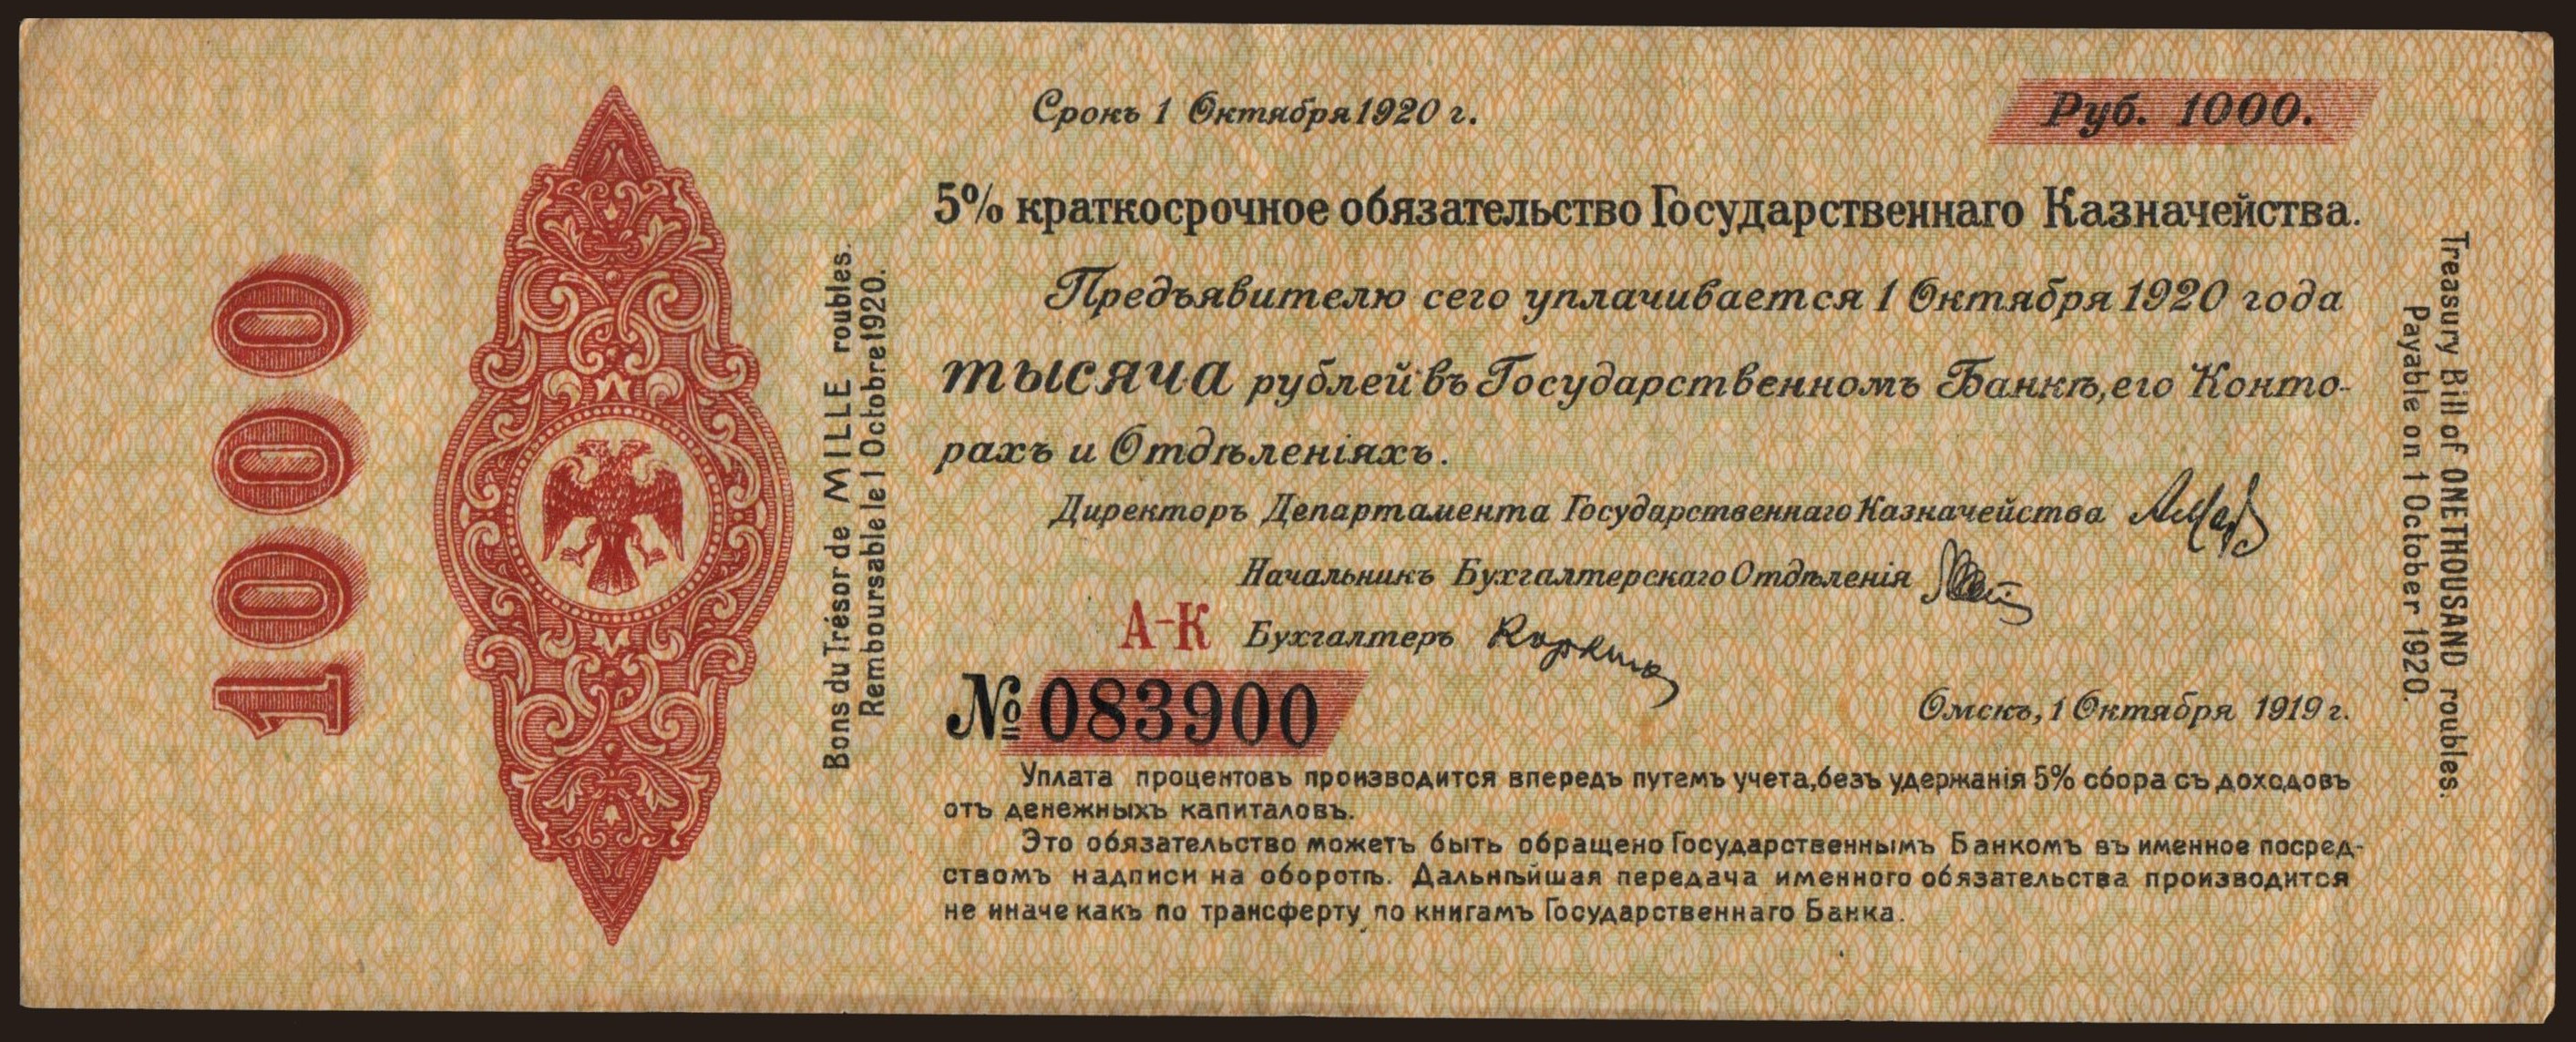 1000
Bons du Trésor de MILLE roubles.
Remboursable le 1 Octobre 1920.
Срокъ 1 Октября 1920 г.
Руб. 1000.
5% краткосрочное обязательство Государственнаго Казначейства.
Предъявителю сего уплачивается 1 Октября 1920 года
тысяча рублей въ Государственномъ Банкѣ, его Конто-
рахъ и Отдѣленіяхъ.
Директоръ Департамента Государственнаго Казначейства
Начальникъ Бухгалтерскаго Отдѣленія
А-К Бухгалтеръ
№ 083900
Омскъ, 1 Октября 1919 г.
Уплата процентовъ производится впередъ путемъ учета, безъ удержанія 5% сбора съ доходовъ
отъ денежныхъ капиталовъ.
Это обязательство можетъ быть обращено Государственнымъ Банкомъ въ именное посред-
ствомъ надписи на оборотѣ. Дальнѣйшая передача именного обязательства производится
не иначе какъ по трансферту по книгамъ Государственнаго Банка.
Treasury Bill of ONE THOUSAND roubles.
Payable on 1 October 1920.